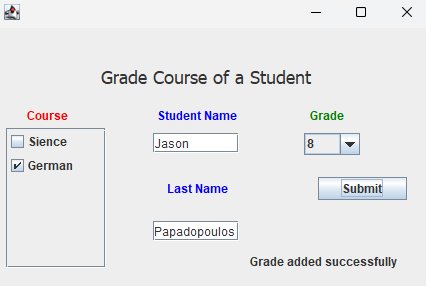 Grade Course of a Student
Course
Student Name
Grade
Sience
Jason
8
German
Last Name
Submit
Papadopoulos
Grade added successfully